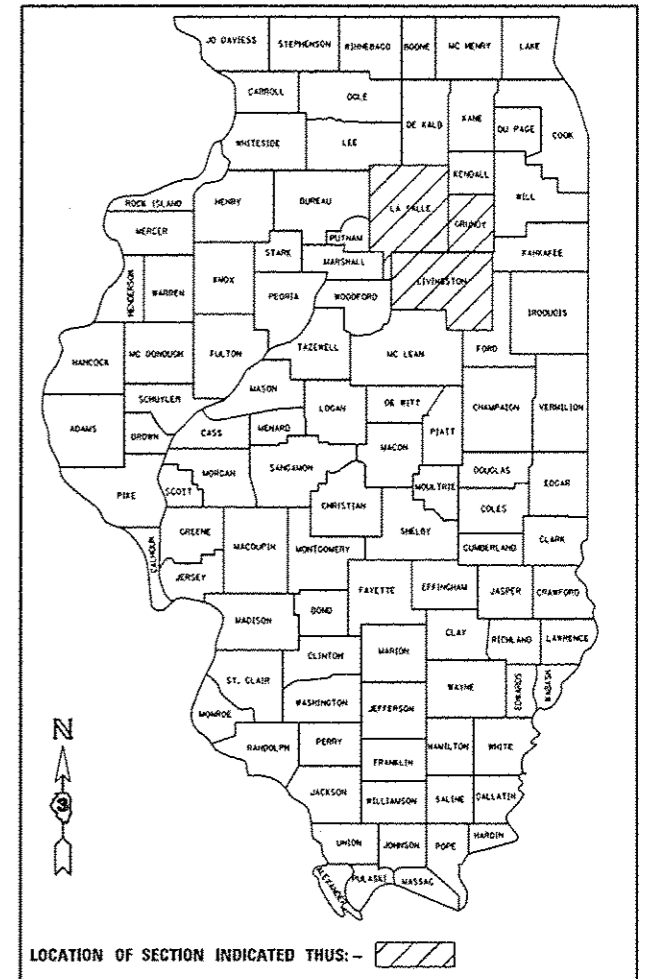 JO DAVIESS STEPHENSON WINNEBAGO BOONE MC HENRY LAKE
CARROLL OGLE DE KALB KANE DU PAGE COOK
WHITESIDE LEE
KENDALL WILL
ROCK ISLAND HENRY BUREAU LA SALLE GRUNDY
MERCER PUTNAM
STARK MARSHALL KANKAKEE
HENDERSON WARREN KNOX PEORIA WOODFORD LIVINGSTON IROQUOIS
HANCOCK MC DONOUGH FULTON TAZEWELL MC LEAN FORD
SCHUYLER MASON
ADAMS BROWN CASS MENARD LOGAN DE WITT PIATT CHAMPAIGN VERMILION
MACON
PIKE SCOTT MORGAN SANGAMON MOULTRIE DOUGLAS EDGAR
CHRISTIAN COLES
CALHOUN GREENE MACOUPIN MONTGOMERY SHELBY CUMBERLAND CLARK
JERSEY
FAYETTE EFFINGHAM JASPER CRAWFORD
MADISON BOND
CLAY RICHLAND LAWRENCE
CLINTON MARION
ST. CLAIR WAYNE EDWARDS WABASH
MONROE WASHINGTON JEFFERSON
N
RANDOLPH PERRY HAMILTON WHITE
FRANKLIN
JACKSON WILLIAMSON SALINE GALLATIN
UNION JOHNSON POPE HARDIN
ALEXANDER PULASKI MASSAC
LOCATION OF SECTION INDICATED THUS: -